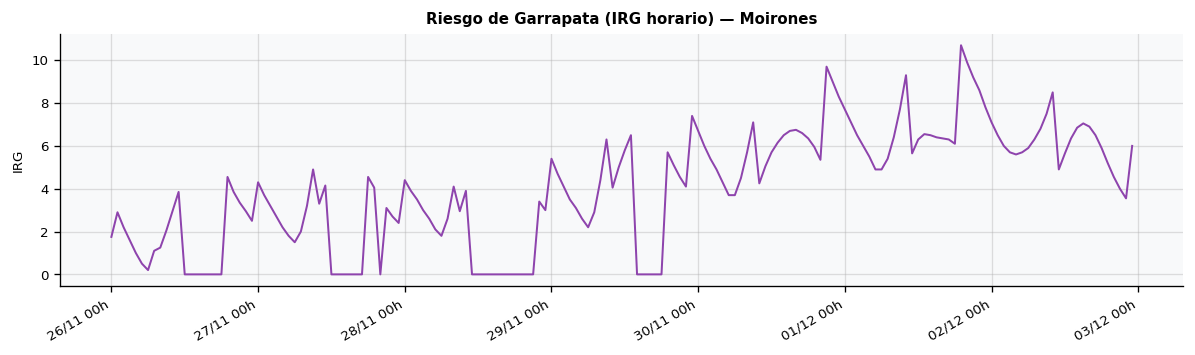 Riesgo de Garrapata (IRG horario) — Moirones
IRG
10
8
6
4
2
0
26/11 00h
27/11 00h
28/11 00h
29/11 00h
30/11 00h
01/12 00h
02/12 00h
03/12 00h